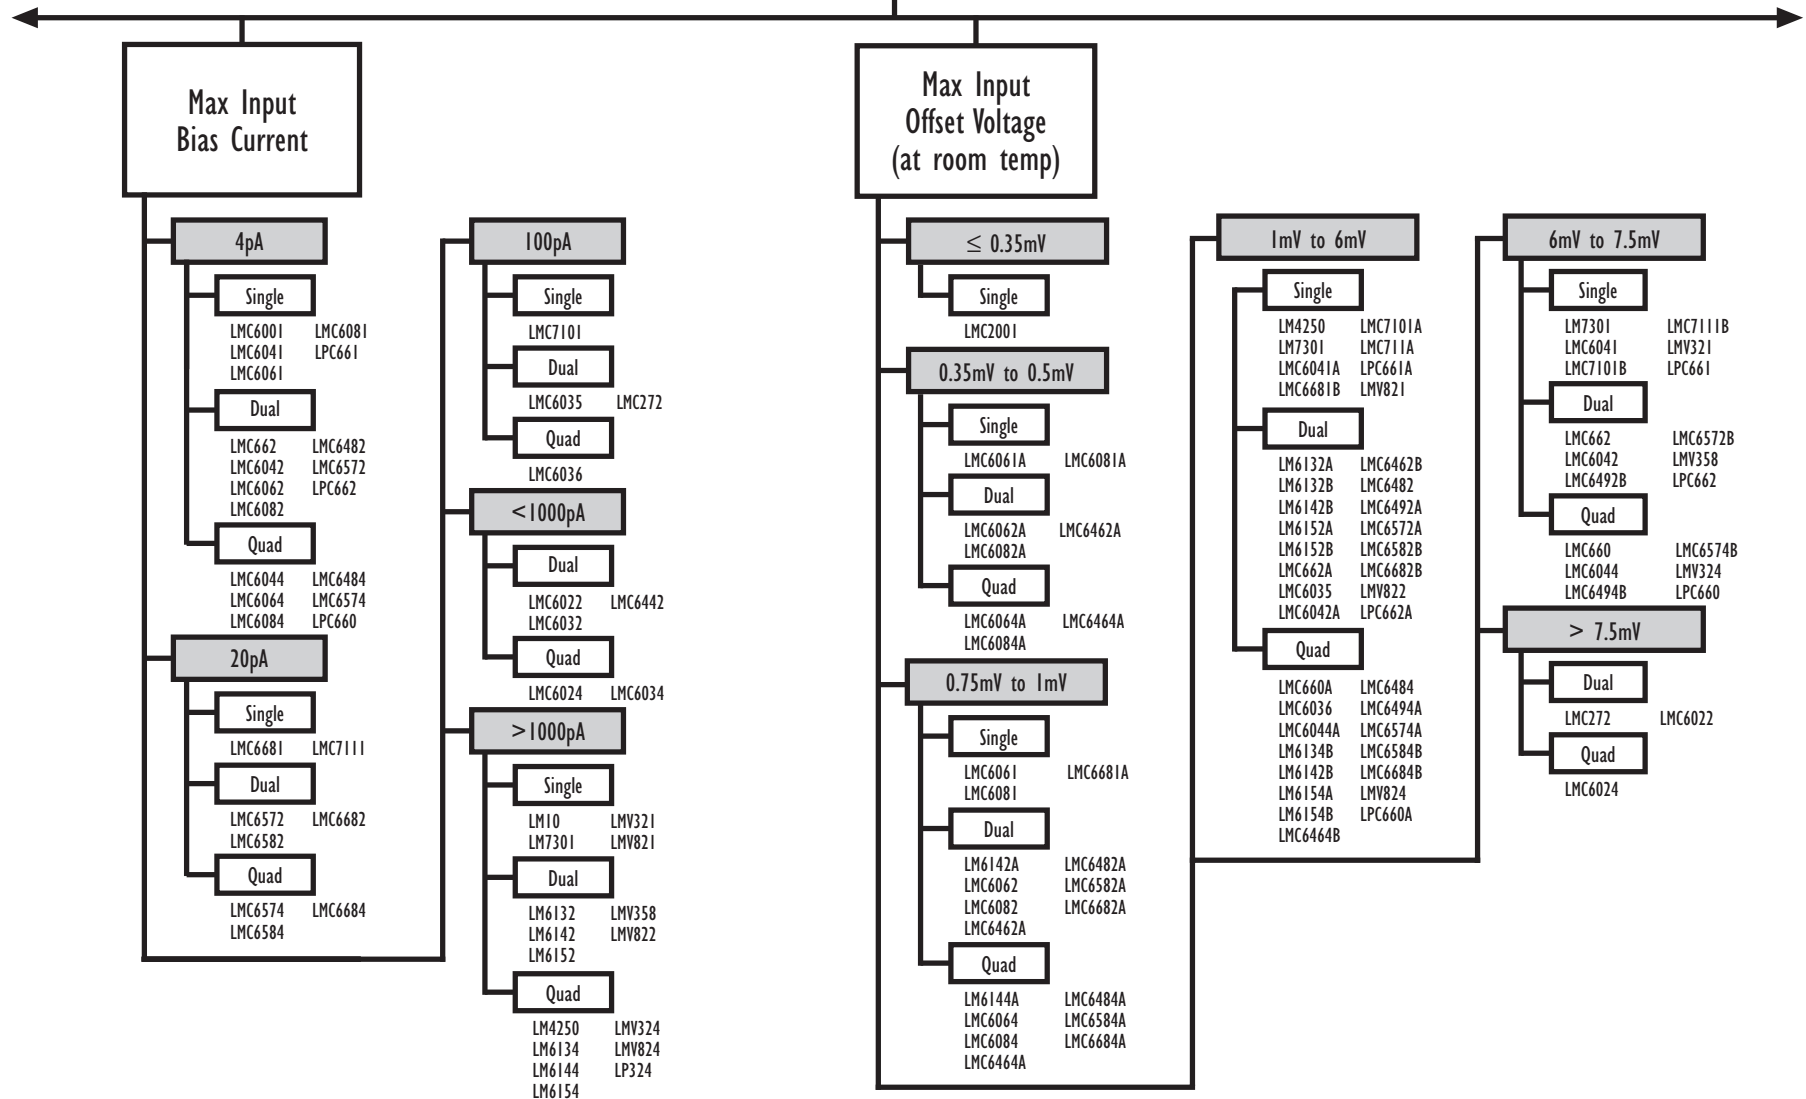 Max Input
Bias Current
4pA
Single
LMC6001 LMC6081
LMC6041 LPC661
LMC6061
Dual
LMC662 LMC6482
LMC6042 LMC6572
LMC6062 LPC662
LMC6082
Quad
LMC6044 LMC6484
LMC6064 LMC6574
LMC6084 LPC660
20pA
Single
LMC6681 LMC7111
Dual
LMC6572 LMC6682
LMC6582
Quad
LMC6574 LMC6684
LMC6584
100pA
Single
LMC7101
Dual
LMC6035 LMC272
Quad
LMC6036
<1000pA
Dual
LMC6022 LMC6442
LMC6032
Quad
LMC6024 LMC6034
>1000pA
Single
LM10 LMV321
LM7301 LMV821
Dual
LM6132 LMV358
LM6142 LMV822
LM6152
Quad
LM4250 LMV324
LM6134 LMV824
LM6144 LP324
LM6154
Max Input
Offset Voltage
(at room temp)
≤ 0.35mV
Single
LMC2001
0.35mV to 0.5mV
Single
LMC6061A LMC6081A
Dual
LMC6062A LMC6462A
LMC6082A
Quad
LMC6064A LMC6464A
LMC6084A
0.75mV to 1mV
Single
LMC6061 LMC6681A
LMC6081
Dual
LM6142A LMC6482A
LMC6062 LMC6582A
LMC6082 LMC6682A
LMC6462A
Quad
LM6144A LMC6484A
LMC6064 LMC6584A
LMC6084 LMC6684A
LMC6464A
1mV to 6mV
Single
LM4250 LMC7101A
LM7301 LMC711A
LMC6041A LPC661A
LMC6681B LMV821
Dual
LM6132A LMC6462B
LM6132B LMC6482
LM6142B LMC6492A
LM6152A LMC6572A
LM6152B LMC6582B
LMC662A LMC6682B
LMC6035 LMV822
LMC6042A LPC662A
Quad
LMC660A LMC6484
LMC6036 LMC6494A
LMC6044A LMC6574A
LM6134B LMC6584B
LM6142B LMC6684B
LM6154A LMV824
LM6154B LPC660A
LMC6464B
6mV to 7.5mV
Single
LM7301 LMC7111B
LMC6041 LMV321
LMC7101B LPC661
Dual
LMC662 LMC6572B
LMC6042 LMV358
LMC6492B LPC662
Quad
LMC660 LMC6574B
LMC6044 LMV324
LMC6494B LPC660
> 7.5mV
Dual
LMC272 LMC6022
Quad
LMC6024